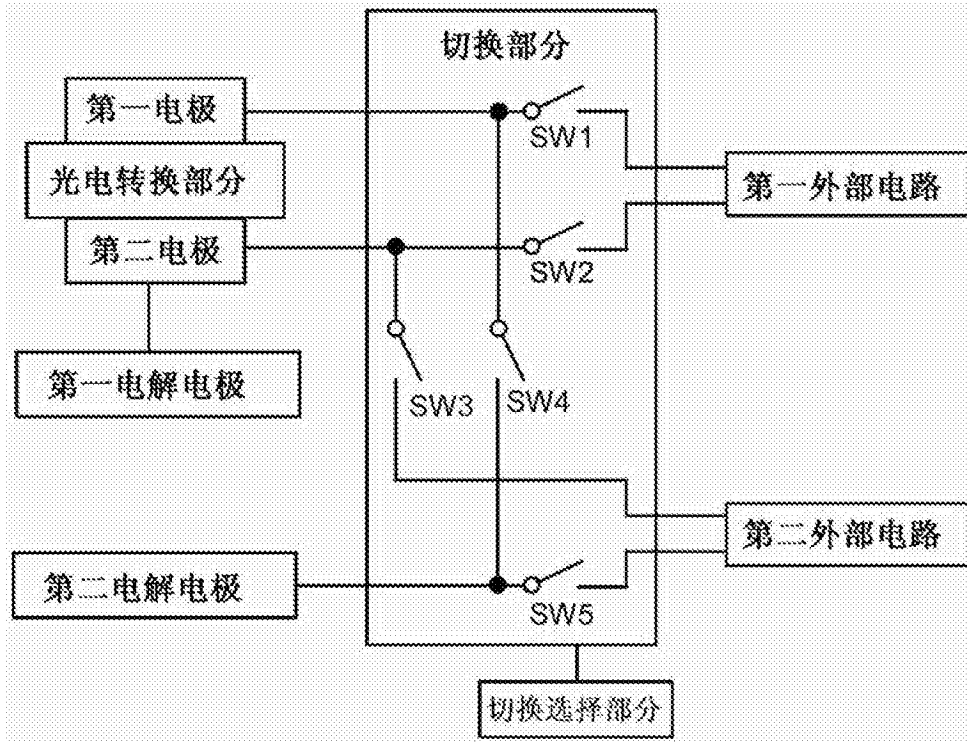 切换部分
第一电极
SW1
光电转换部分
第一外部电路
第二电极
SW2
第一电解电极
SW3
SW4
第二外部电路
第二电解电极
SW5
切换选择部分